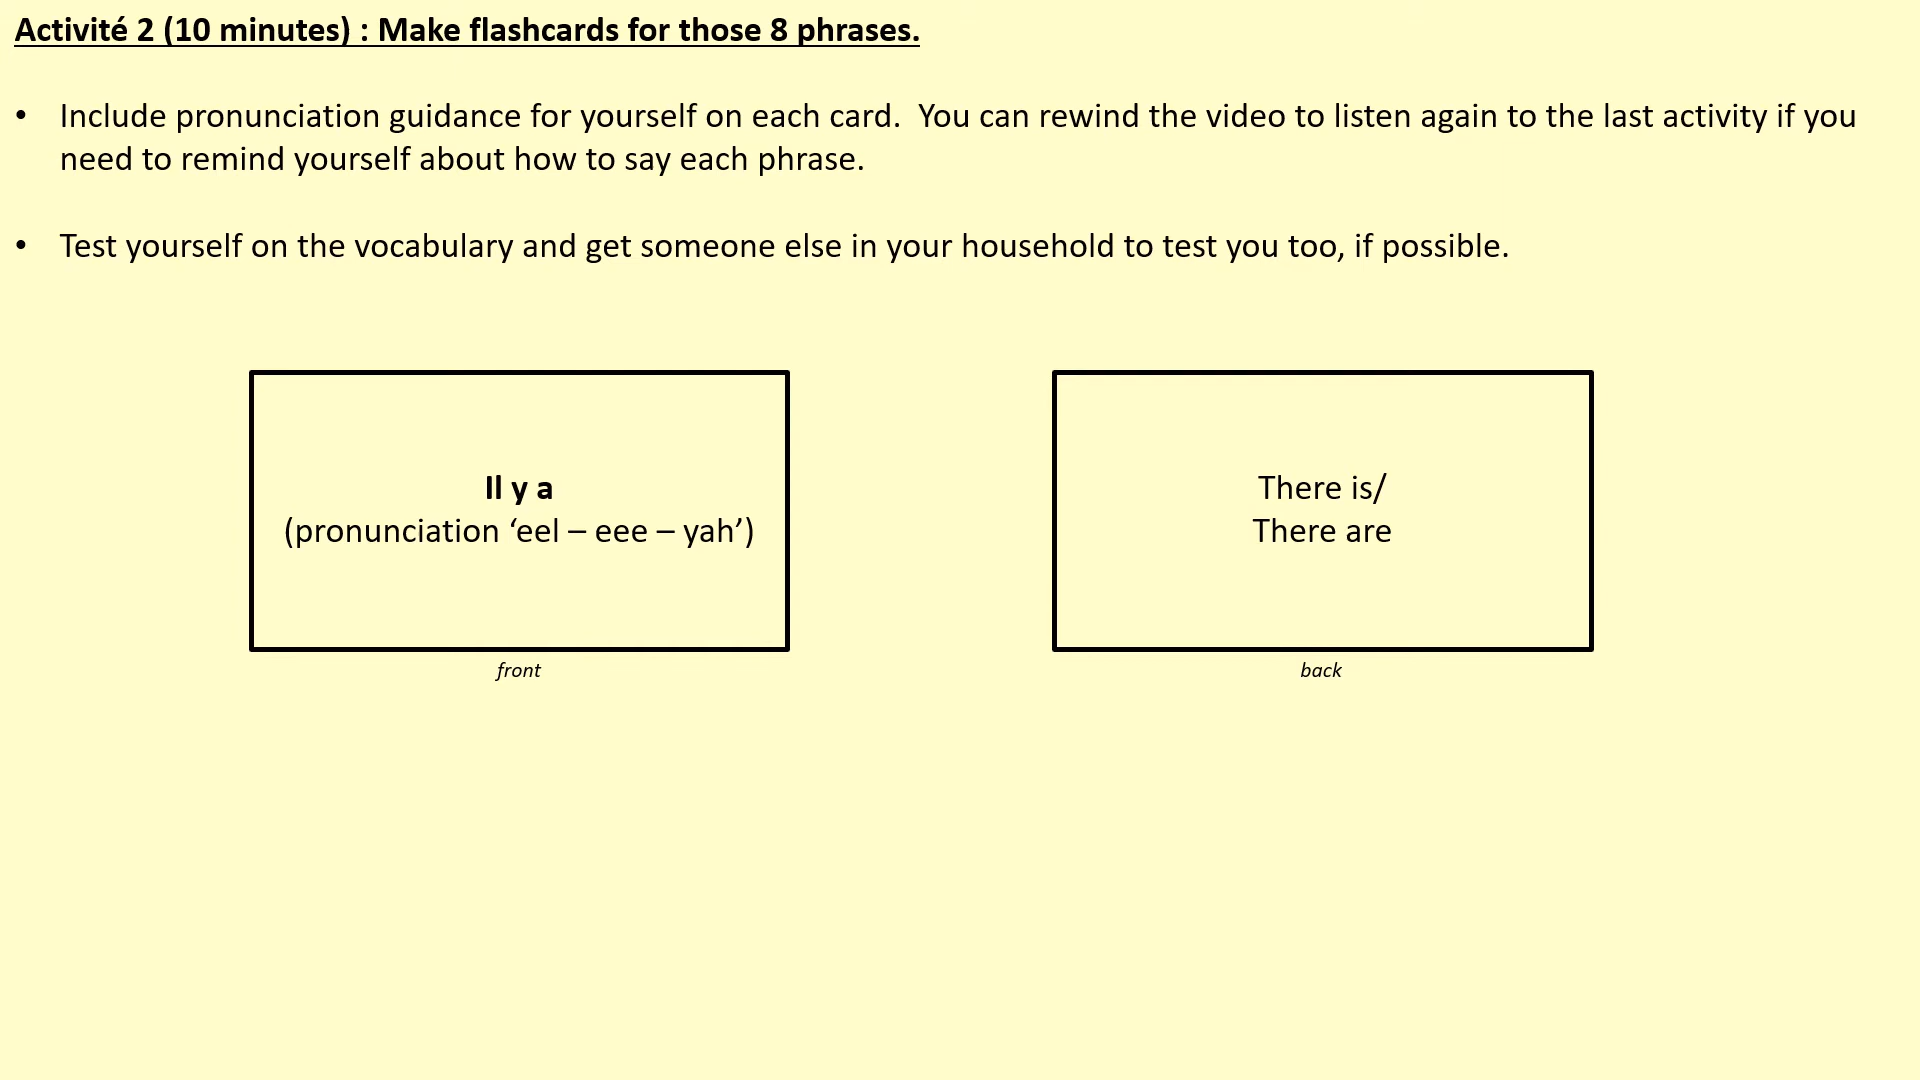 Activité 2 (10 minutes) : Make flashcards for those 8 phrases.
• Include pronunciation guidance for yourself on each card.  You can rewind the video to listen again to the last activity if you
need to remind yourself about how to say each phrase.
• Test yourself on the vocabulary and get someone else in your household to test you too, if possible.
Il y a
(pronunciation ‘eel – eee – yah’)
front
There is/
There are
back